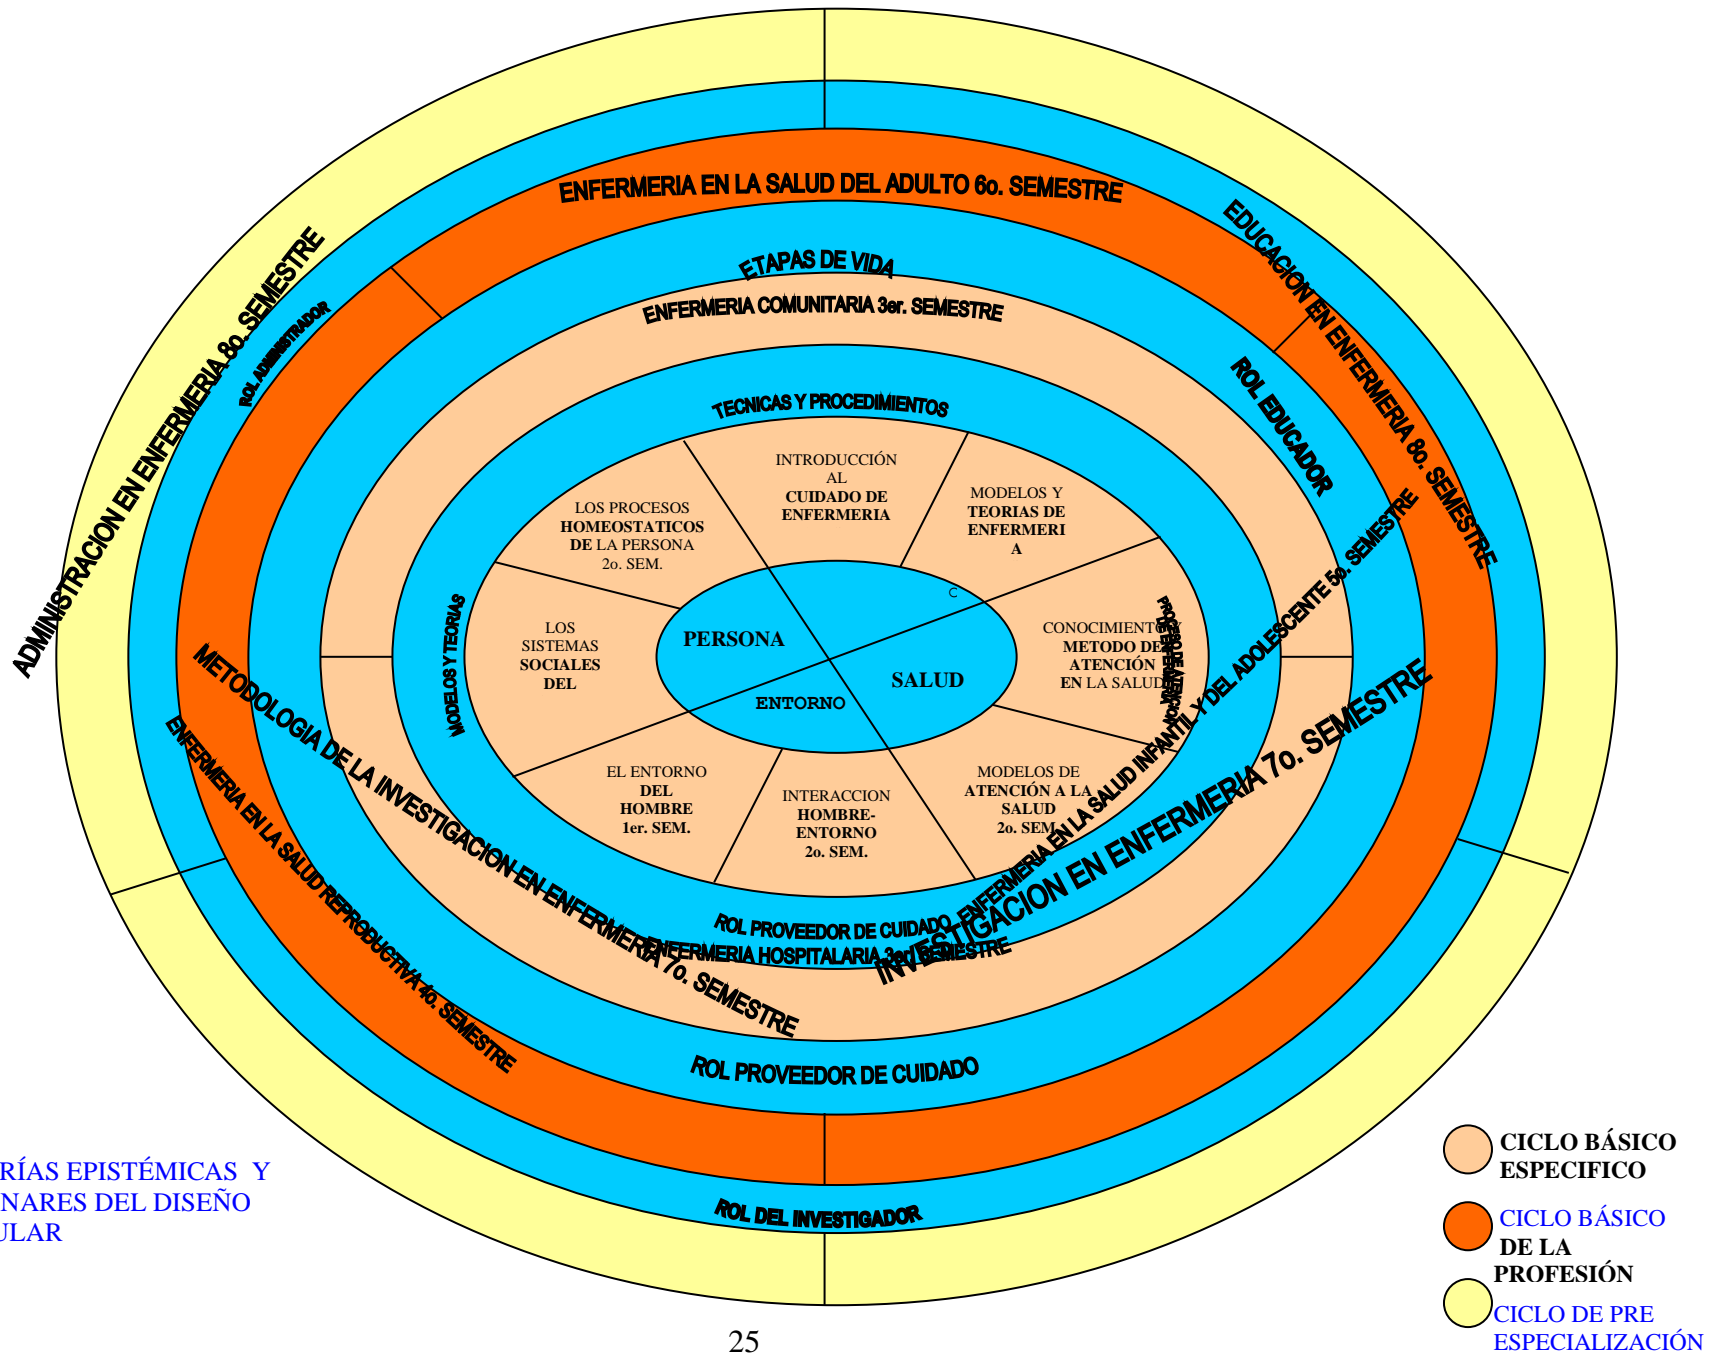 ENFERMERIA EN LA SALUD DEL ADULTO 6o. SEMESTRE
ADMINISTRACION EN ENFERMERIA 8o. SEMESTRE
ROL ADMINISTRADOR
EDUCACION EN ENFERMERIA 8o. SEMESTRE
ROL EDUCADOR
ETAPAS DE VIDA
ENFERMERIA COMUNITARIA 3er. SEMESTRE
TECNICAS Y PROCEDIMIENTOS
INTRODUCCIÓN
AL
CUIDADO DE
ENFERMERIA
MODELOS Y
TEORIAS DE
ENFERMERI
A
LOS PROCESOS
HOMEOSTATICOS
DE LA PERSONA
2o. SEM.
MODELOS Y TEORIAS
LOS
SISTEMAS
SOCIALES
DEL
C
PERSONA
SALUD
ENTORNO
CONOCIMIENTO Y
METODO DE
ATENCIÓN
EN LA SALUD
PROCESO DE ATENCION
EL ENTORNO
DEL
HOMBRE
1er. SEM.
INTERACCION
HOMBRE-
ENTORNO
2o. SEM.
MODELOS DE
ATENCIÓN A LA
SALUD
2o. SEM.
ENFERMERIA EN LA SALUD INFANTIL Y DEL ADOLESCENTE 5o. SEMESTRE
METODOLOGIA DE LA INVESTIGACION EN ENFERMERIA 7o. SEMESTRE
INVESTIGACION EN ENFERMERIA 7o. SEMESTRE
ENFERMERIA EN LA SALUD REPRODUCTIVA 4o. SEMESTRE
ROL PROVEEDOR DE CUIDADO
ENFERMERIA HOSPITALARIA 3er. SEMESTRE
ROL PROVEEDOR DE CUIDADO
ROL DEL INVESTIGADOR
RÍAS EPISTÉMICAS Y
NARES DEL DISEÑO
ULAR
CICLO BÁSICO
ESPECIFICO
CICLO BÁSICO
DE LA
PROFESIÓN
CICLO DE PRE
ESPECIALIZACIÓN
25